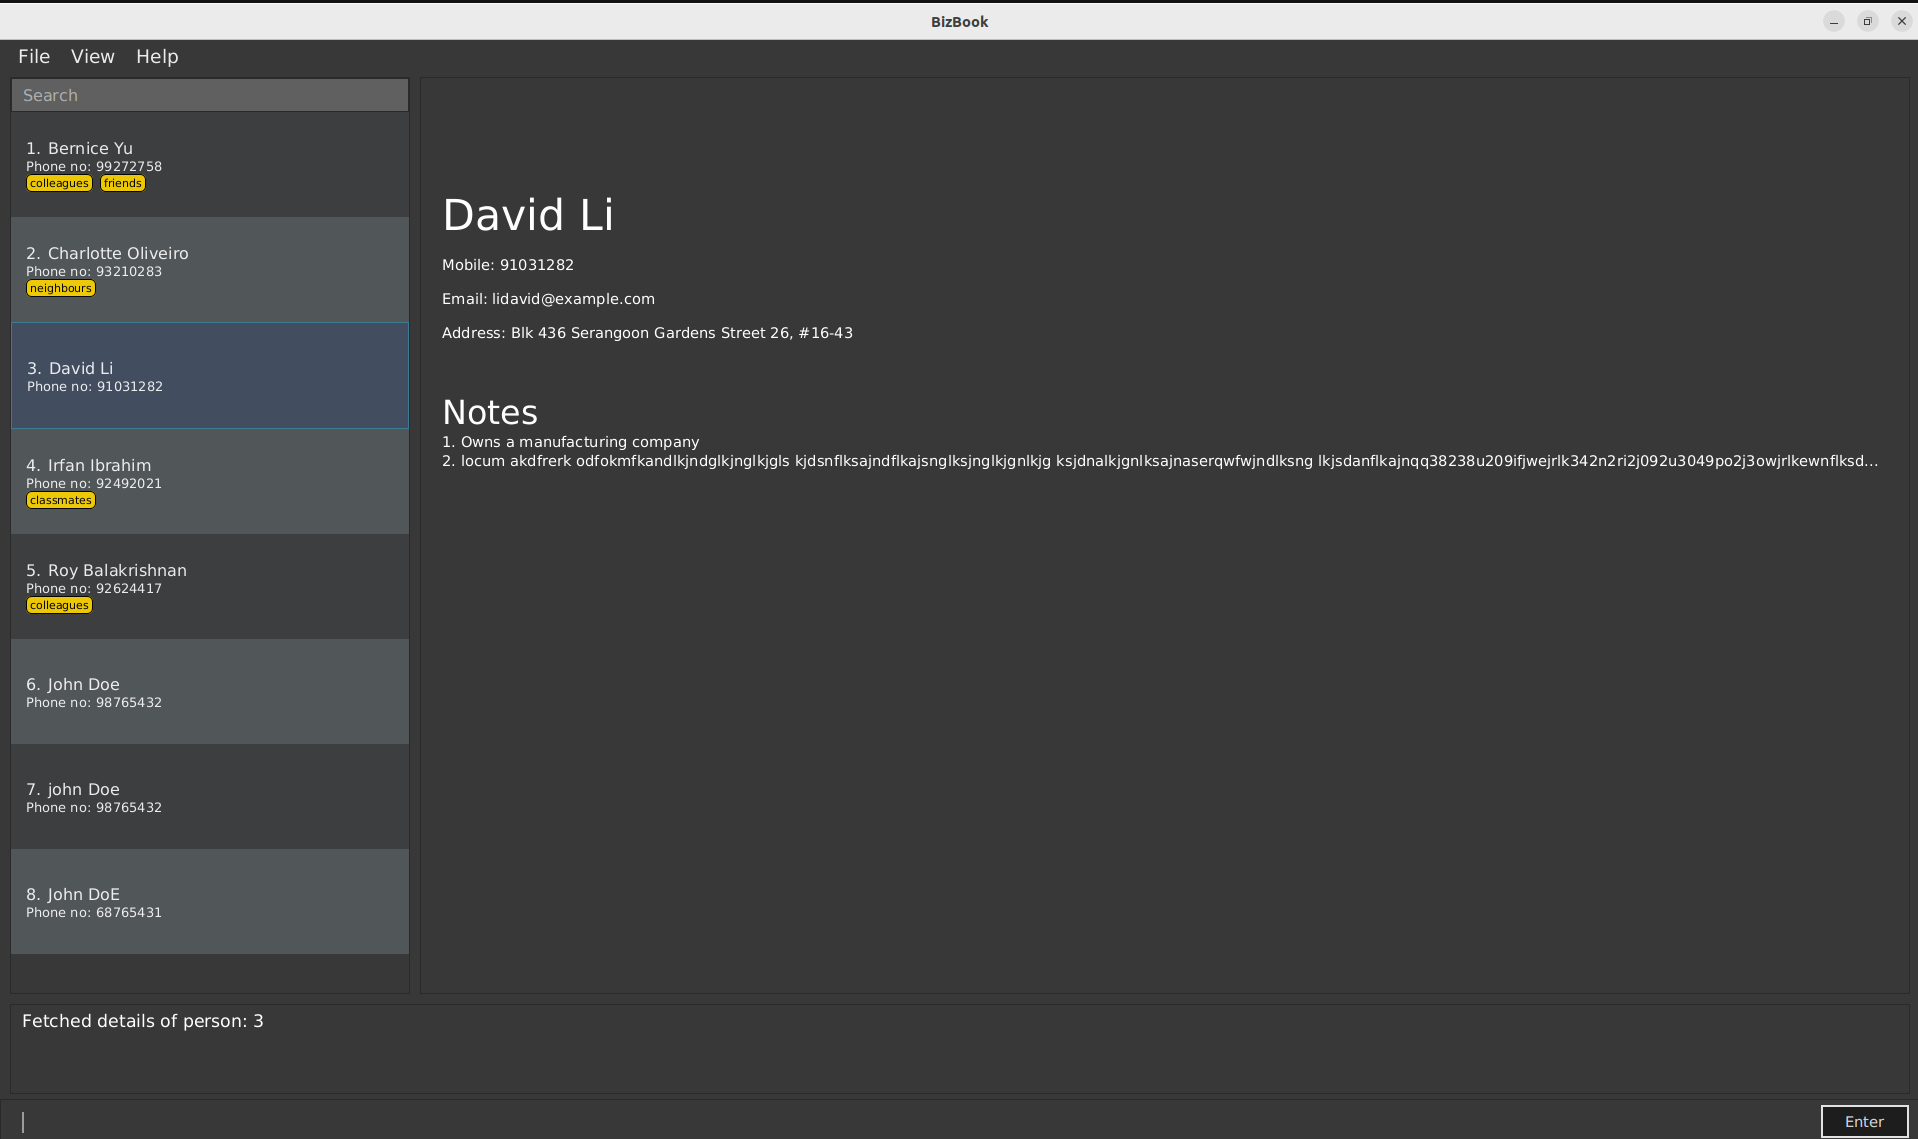 BizBook
File View Help
Search
1. Bernice Yu
Phone no: 99272758
colleagues friends
2. Charlotte Oliveiro
Phone no: 93210283
neighbours
3. David Li
Phone no: 91031282
4. Irfan Ibrahim
Phone no: 92492021
classmates
5. Roy Balakrishnan
Phone no: 92624417
colleagues
6. John Doe
Phone no: 98765432
7. john Doe
Phone no: 98765432
8. John DoE
Phone no: 68765431
David Li
Mobile: 91031282
Email: lidavid@example.com
Address: Blk 436 Serangoon Gardens Street 26, #16-43
Notes
1. Owns a manufacturing company
2. locum akdfrerk odfokmfkandlkjndglkjnglkjgls kjdsnflksajndflkajsnglksjnglkjgnlkjg ksjdnalkjgnlksajnaserqwfwjndlksng lkjsdanflkajnqq38238u209ifjwejrlk342n2ri2j092u3049po2j3owjrlkewnflksd...
Fetched details of person: 3
Enter